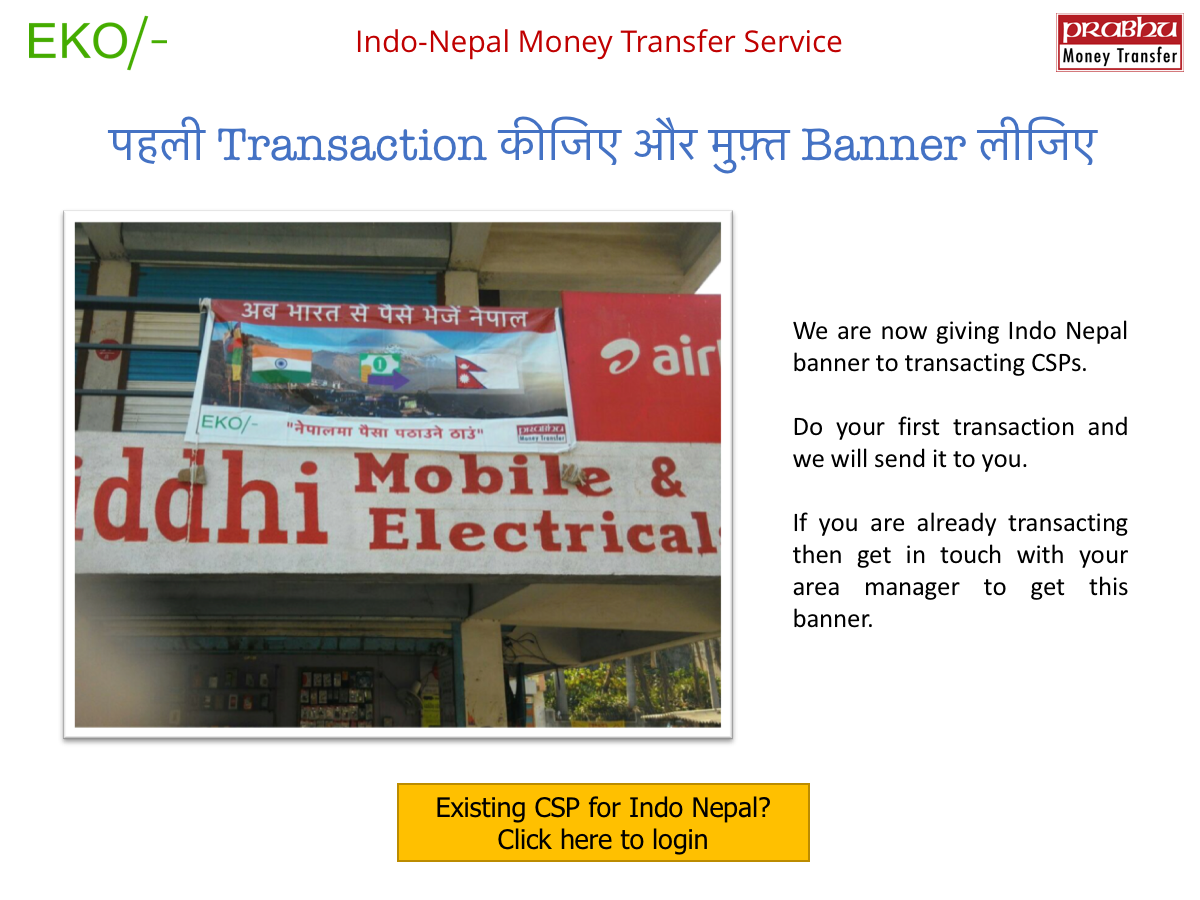 EKO/-
Indo-Nepal Money Transfer Service
PRABHU
Money Transfer
पहली Transaction कीजिए और मुफ़्त Banner लीजिए
अब भारत से पैसे भेजें नेपाल
EKO/-
"नेपालमा पैसा पठाउने ठाउं"
PRABHU
Money Transfer
air
iddhi Mobile &
Electricals
We are now giving Indo Nepal
banner to transacting CSPs.
Do your first transaction and
we will send it to you.
If you are already transacting
then get in touch with your
area manager to get this
banner.
Existing CSP for Indo Nepal?
Click here to login